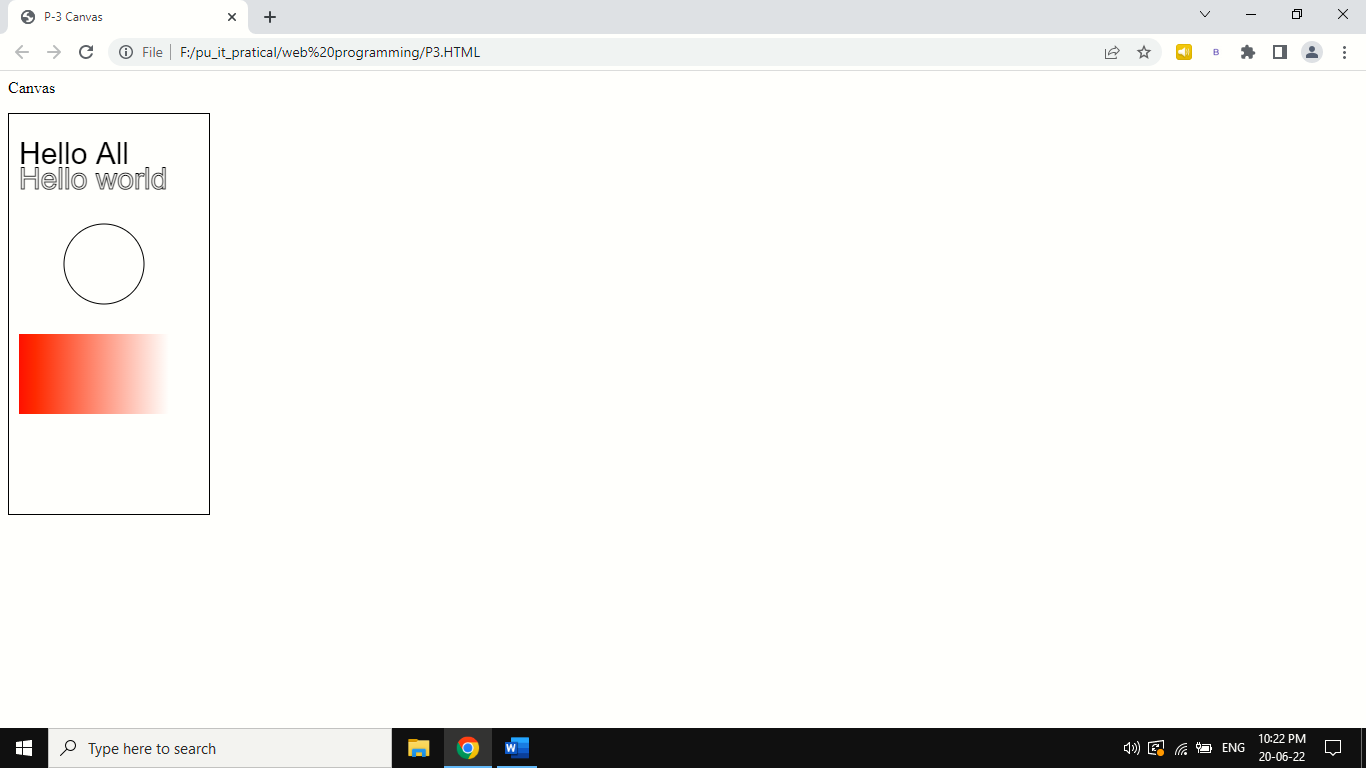 P-3 Canvas
File F:/pu_it_pratical/web%20programming/P3.HTML
B
Canvas
Hello All
Hello world
Type here to search
W
ENG
10:22 PM
20-06-22